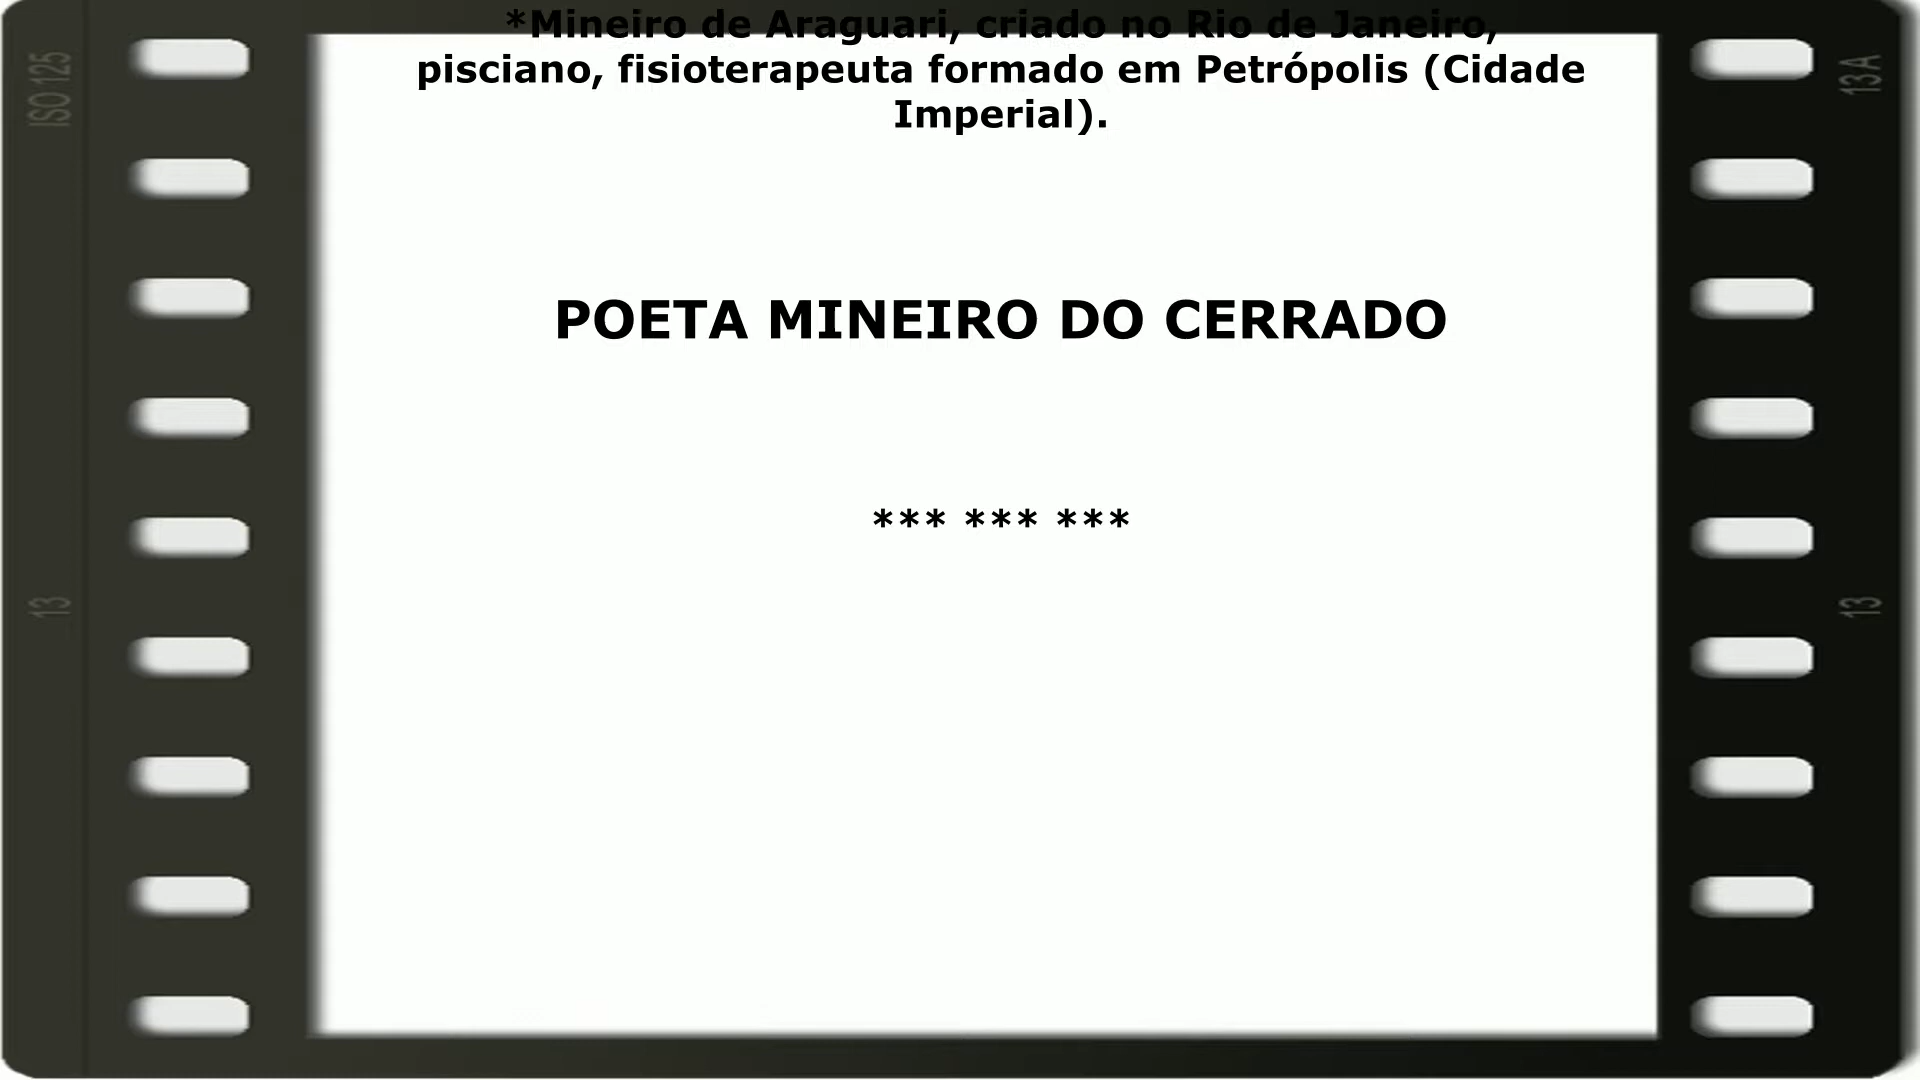 *Mineiro de Araguari, criado no Rio de Janeiro,
pisciano, fisioterapeuta formado em Petrópolis (Cidade
Imperial).
ISO 125
13 A
POETA MINEIRO DO CERRADO
*** *** ***
13
13